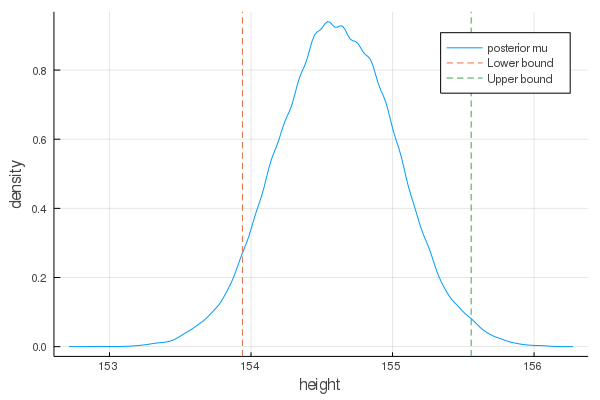 posterior mu
Lower bound
Upper bound
0.8
0.6
0.4
0.2
0.0
density
153
154
155
156
height